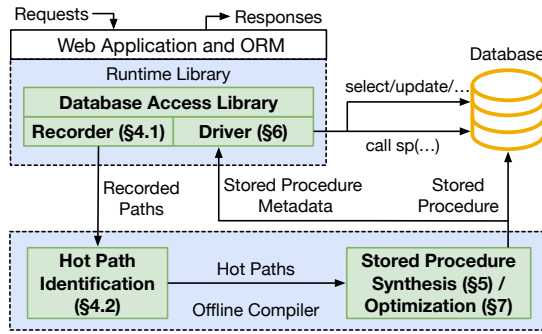 Requests
Responses
Web Application and ORM
Database
Runtime Library
Database Access Library
Recorder (§4.1)
Driver (§6)
select/update/…
call sp(…)
Recorded
Paths
Stored Procedure
Metadata
Stored
Procedure
Hot Path
Identification
(§4.2)
Hot Paths
Offline Compiler
Stored Procedure
Synthesis (§5) /
Optimization (§7)